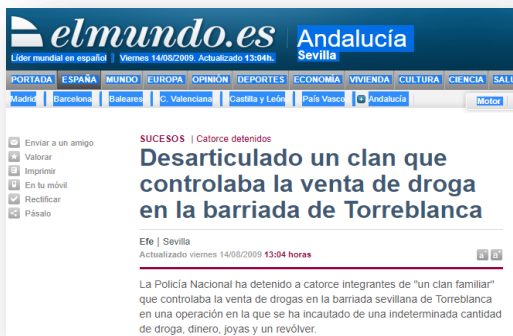 elmundo.es
Andalucía
Líder mundial en español Viernes 14/08/2009. Actualizado 13:04h.
Sevilla
PORTADA ESPAÑA MUNDO EUROPA OPINIÓN DEPORTES ECONOMÍA VIVIENDA CULTURA CIENCIA SALU
Madrid Barcelona Baleares C. Valenciana Castilla y León País Vasco Andalucía Motor
Enviar a un amigo
Valorar
Imprimir
En tu móvil
Rectificar
Pásalo
SUCESOS | Catorce detenidos
Desarticulado un clan que
controlaba la venta de droga
en la barriada de Torreblanca
Efe | Sevilla
Actualizado viernes 14/08/2009 13:04 horas
a- a+
La Policía Nacional ha detenido a catorce integrantes de "un clan familiar"
que controlaba la venta de drogas en la barriada sevillana de Torreblanca
en una operación en la que se ha incautado de una indeterminada cantidad
de droga, dinero, joyas y un revólver.